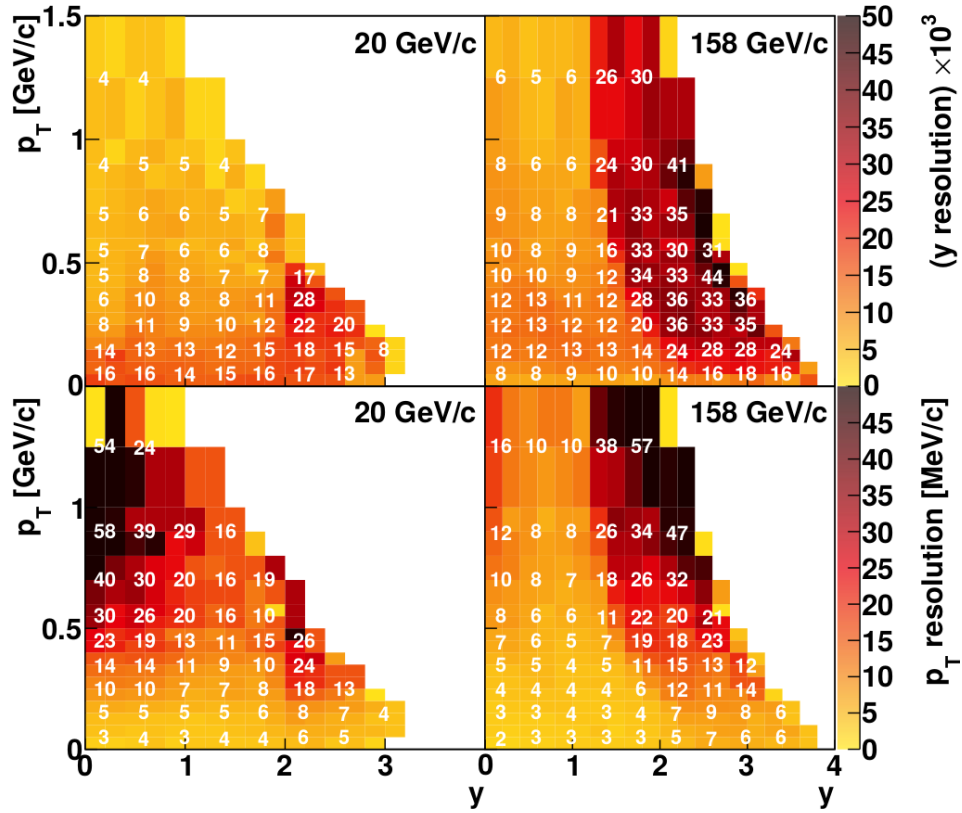 1.5 20 GeV/c 158 GeV/c 50
4 4 6 5 6 26 30 45
40
1 35
4 5 5 4 8 6 6 24 30 41 30
5 6 6 5 7 9 8 8 21 33 35 25
5 7 6 6 8 10 8 9 16 33 30 31 20
0.5 5 8 8 7 7 17 10 10 9 12 34 33 44 15
6 10 8 8 11 28 12 13 11 12 28 36 33 36
8 11 9 10 12 22 20 12 13 12 12 20 36 33 35 10
14 13 13 12 15 18 15 8 12 12 13 13 14 24 28 28 24 5
16 16 14 15 16 17 13 8 8 9 10 10 14 16 18 16
0 0
p_T [GeV/c]
(y resolution) ×10³
20 GeV/c 158 GeV/c
54 24 16 10 10 38 57 45
40
1 35
58 39 29 16 12 8 8 26 34 47 30
40 30 20 16 19 10 8 7 18 26 32 25
30 26 20 16 10 8 6 6 11 22 20 21 20
0.5 23 19 13 11 15 26 7 6 5 7 19 18 23 15
14 14 11 9 10 24 5 5 4 5 11 15 13 12
10 10 7 7 8 18 13 4 4 4 4 6 12 11 14 10
5 5 5 5 6 8 7 4 3 3 4 3 4 7 9 8 6 5
3 4 3 4 4 6 5 2 3 3 3 3 5 7 6 6
0 0
p_T [GeV/c]
p_T resolution [MeV/c]
0 1 2 3 0 1 2 3 4
y y